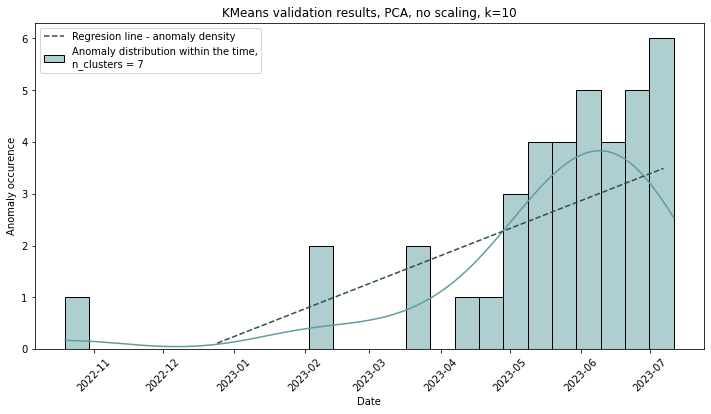 KMeans validation results, PCA, no scaling, k=10
Regresion line - anomaly density
Anomaly distribution within the time,
n_clusters = 7
Anomaly occurence
6
5
4
3
2
1
0
2022-11
2022-12
2023-01
2023-02
2023-03
2023-04
2023-05
2023-06
2023-07
Date